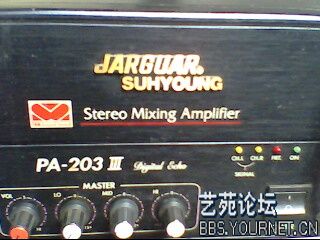 JARGUAR
SUHYOUNG
Stereo Mixing Amplifier
PA-203 III Digital Echo
CH.L CH.R PRE. ON
SIGNAL
MASTER
VOL LO MID HI
艺苑论坛
BBS.YOURNET.CN